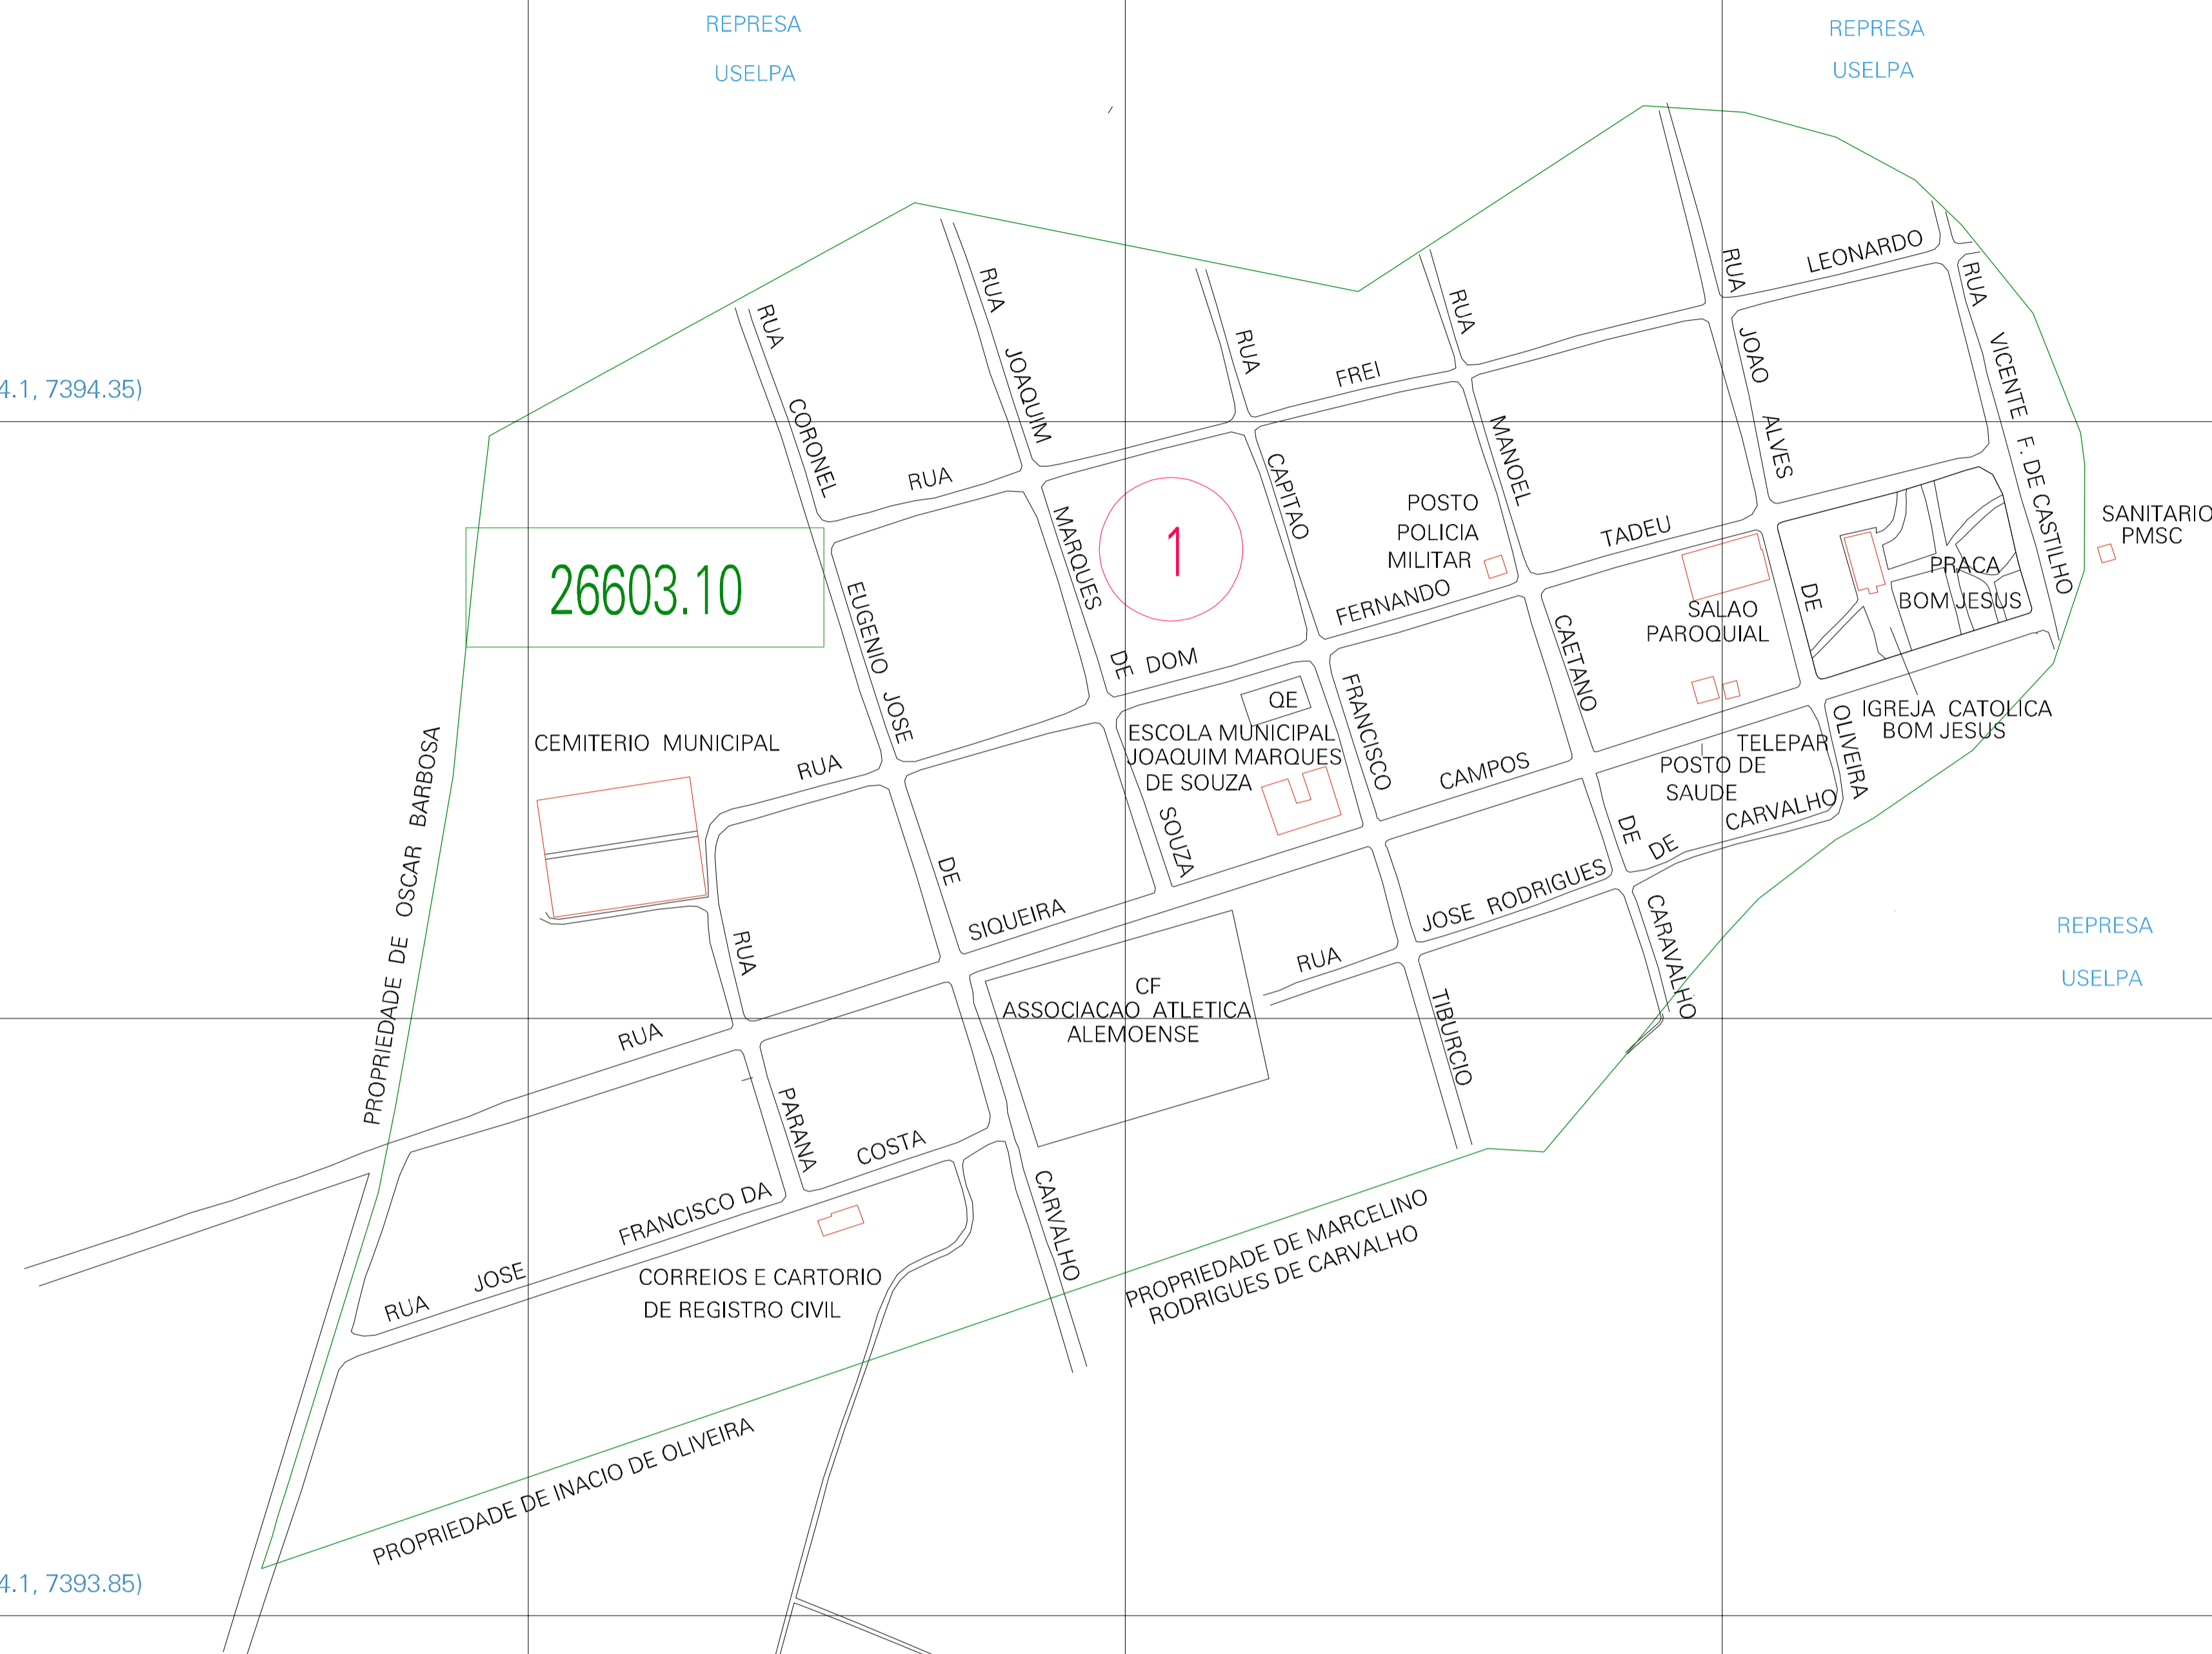 REPRESA
USELPA
REPRESA
USELPA
4.1, 7394.35)
RUA LEONARDO
RUA FREI
RUA CORONEL EUGENIO JOSE DE CARVALHO
RUA JOAQUIM MARQUES DE SOUZA
RUA CAPITAO FRANCISCO TIBURCIO
RUA MANOEL CAETANO DE CARAVALHO
RUA JOAO ALVES DE OLIVEIRA
RUA VICENTE F. DE CASTILHO
1
26603.10
POSTO
POLICIA
MILITAR
RUA DOM FERNANDO TADEU
SANITARIO
PMSC
PRACA
BOM JESUS
SALAO
PAROQUIAL
IGREJA CATOLICA
BOM JESUS
QE
ESCOLA MUNICIPAL
JOAQUIM MARQUES
DE SOUZA
CEMITERIO MUNICIPAL
PROPRIEDADE DE OSCAR BARBOSA
TELEPAR
POSTO DE
SAUDE
RUA SIQUEIRA CAMPOS
RUA JOSE RODRIGUES DE CARVALHO
REPRESA
USELPA
CF
ASSOCIACAO ATLETICA
ALEMOENSE
RUA PARANA
RUA JOSE FRANCISCO DA COSTA
CORREIOS E CARTORIO
DE REGISTRO CIVIL
PROPRIEDADE DE MARCELINO
RODRIGUES DE CARVALHO
PROPRIEDADE DE INACIO DE OLIVEIRA
4.1, 7393.85)